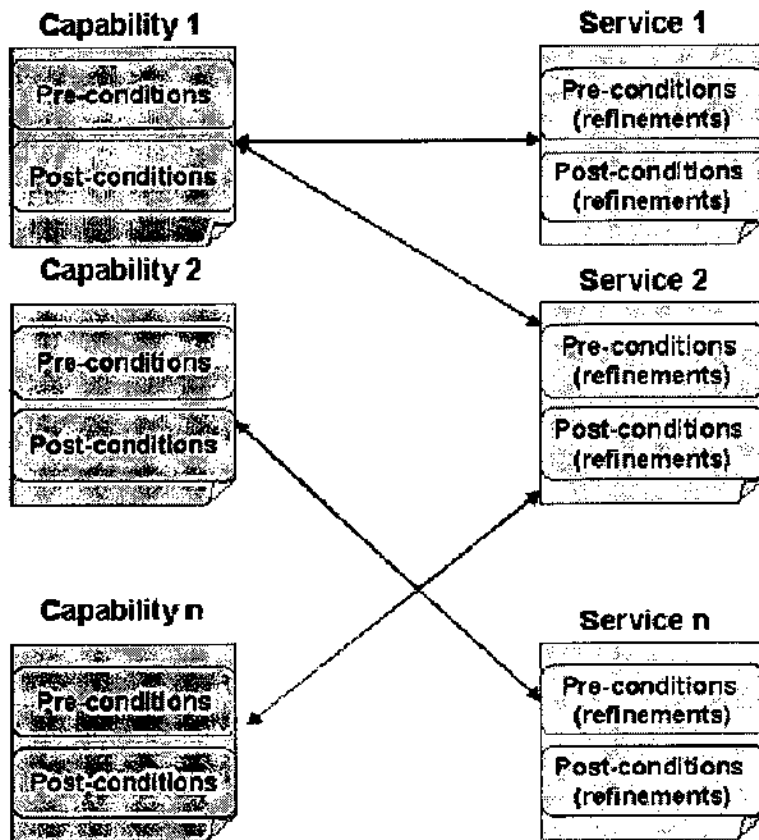 Capability 1
Pre-conditions
Post-conditions
Service 1
Pre-conditions
(refinements)
Post-conditions
(refinements)
Capability 2
Pre-conditions
Post-conditions
Service 2
Pre-conditions
(refinements)
Post-conditions
(refinements)
Capability n
Pre-conditions
Post-conditions
Service n
Pre-conditions
(refinements)
Post-conditions
(refinements)